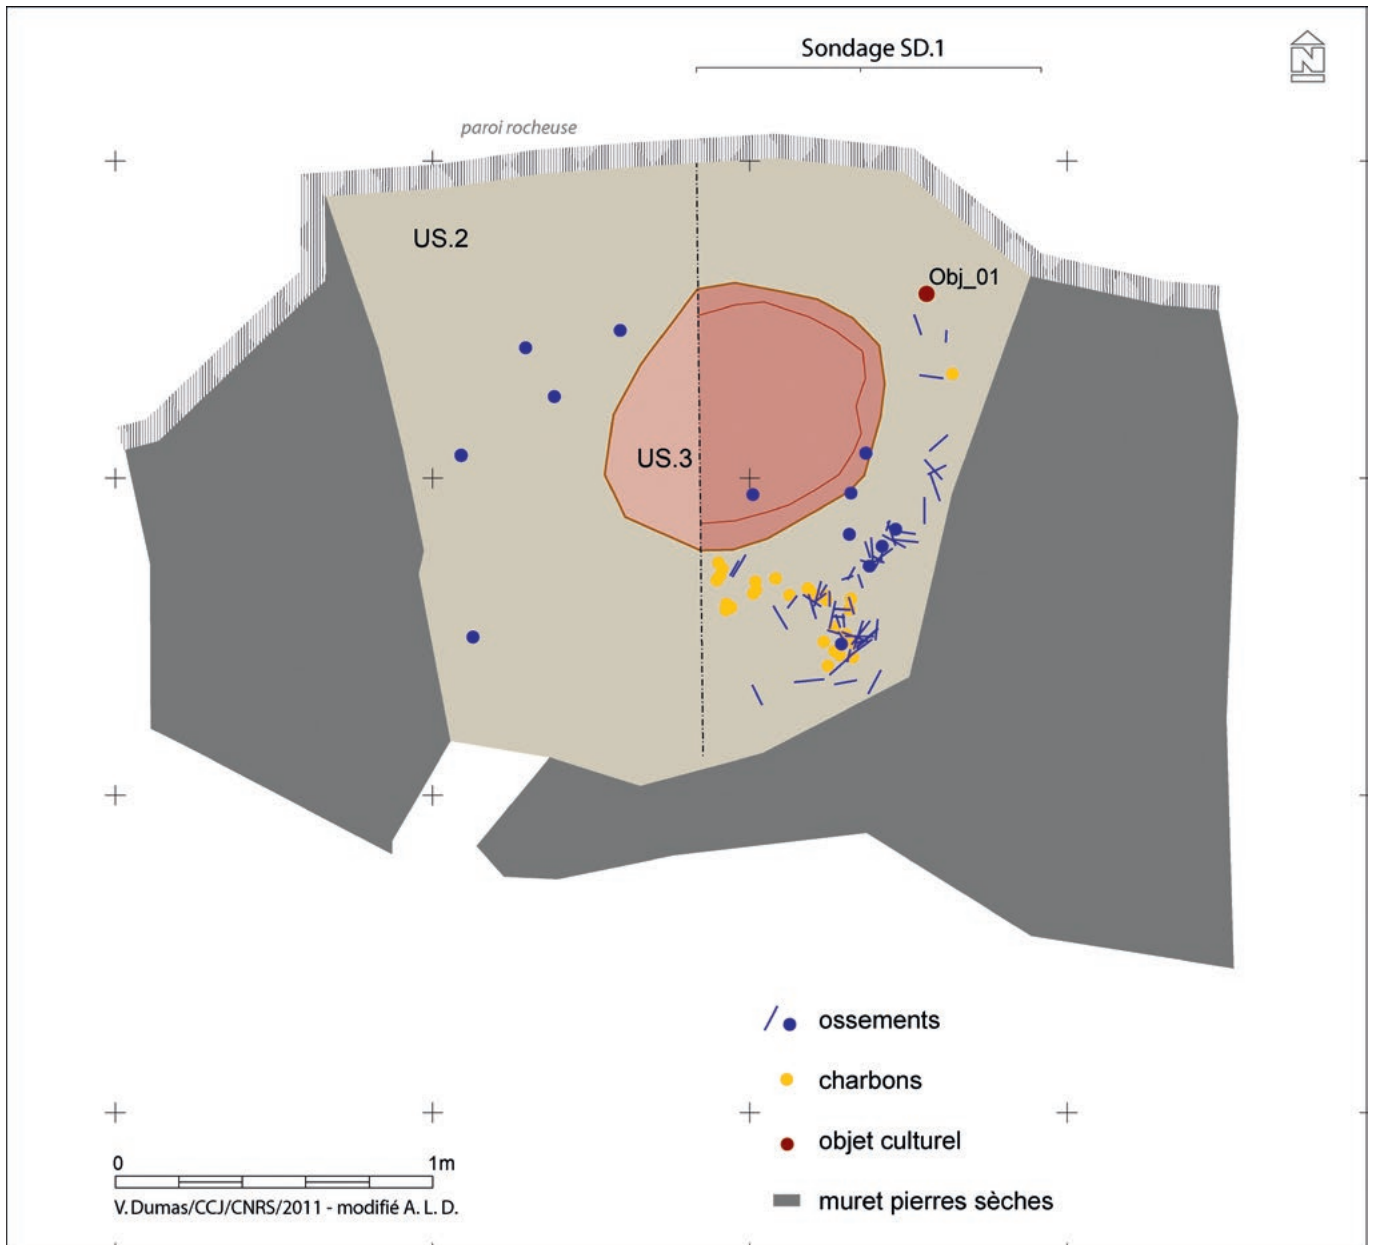 Sondage SD.1
N
paroi rocheuse
US.2
Obj_01
US.3
ossements
charbons
objet culturel
muret pierres sèches
0 1m
V.Dumas/CCJ/CNRS/2011 - modifié A. L. D.